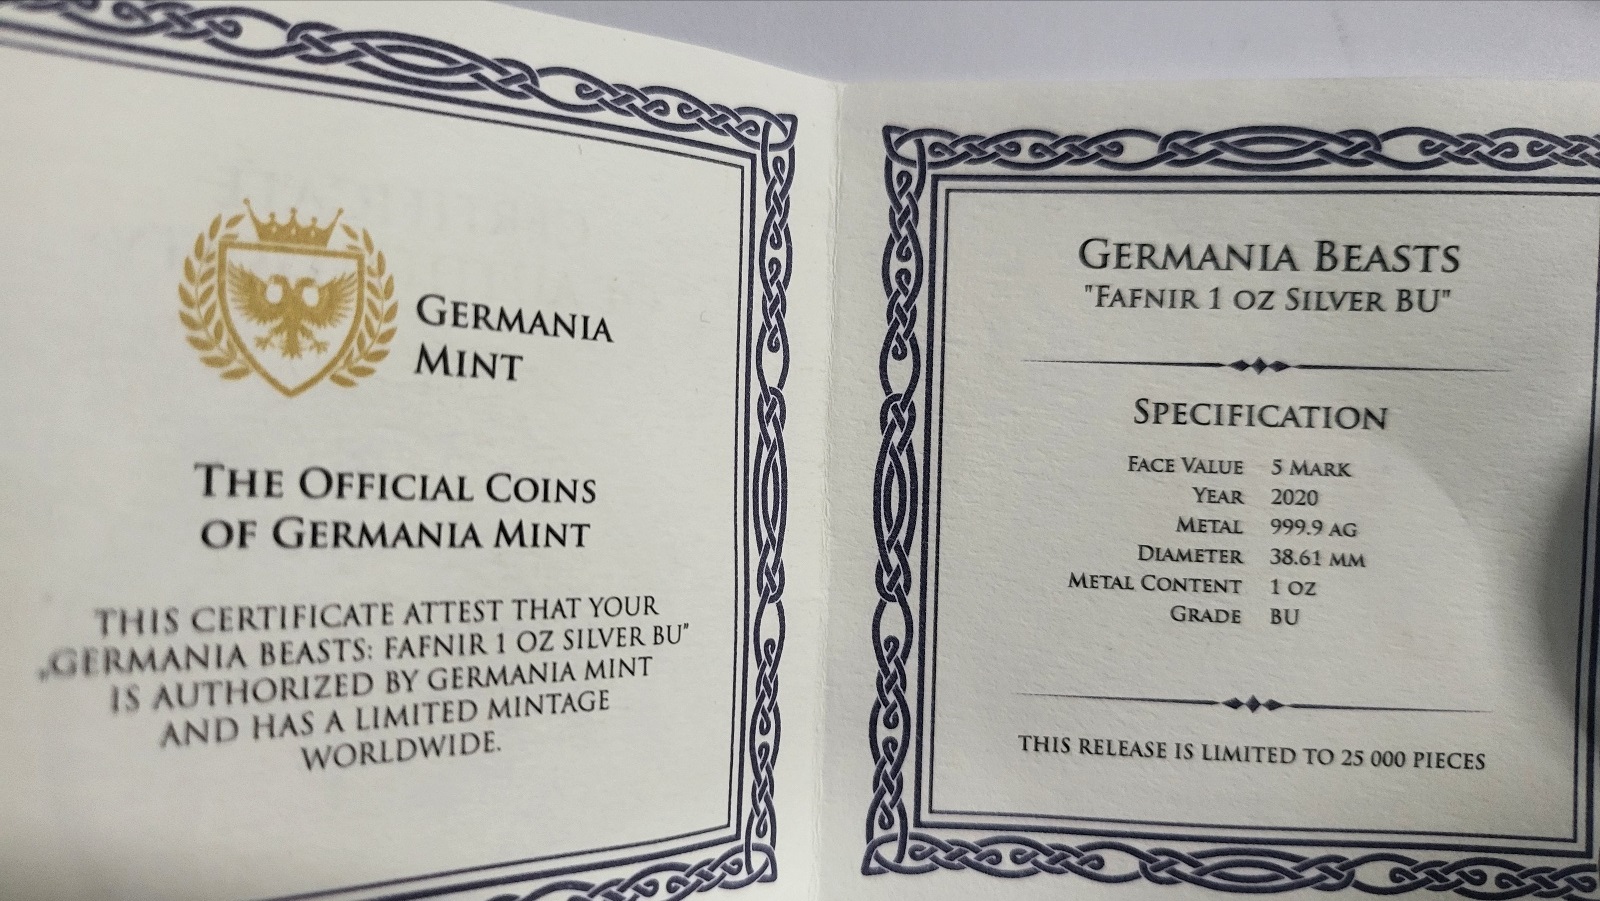 GERMANIA
MINT
THE OFFICIAL COINS
OF GERMANIA MINT
THIS CERTIFICATE ATTEST THAT YOUR
„GERMANIA BEASTS: FAFNIR 1 OZ SILVER BU"
IS AUTHORIZED BY GERMANIA MINT
AND HAS A LIMITED MINTAGE
WORLDWIDE.
GERMANIA BEASTS
"FAFNIR 1 OZ SILVER BU"
SPECIFICATION
FACE VALUE 5 MARK
YEAR 2020
METAL 999.9 AG
DIAMETER 38.61 MM
METAL CONTENT 1 OZ
GRADE BU
THIS RELEASE IS LIMITED TO 25 000 PIECES